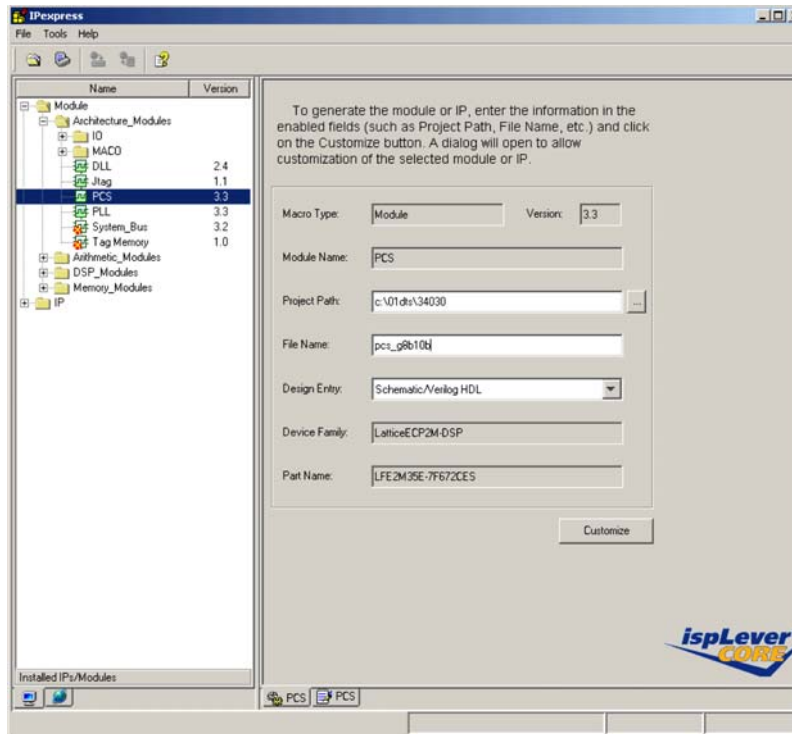 IPexpress
File Tools Help
Name Version
Module
Architecture_Modules
IO
MACO
DLL 2.4
Jtag 1.1
PCS 3.3
PLL 3.3
System_Bus 3.2
Tag Memory 1.0
Arithmetic_Modules
DSP_Modules
Memory_Modules
IP
Installed IPs/Modules
To generate the module or IP, enter the information in the
enabled fields (such as Project Path, File Name, etc.) and click
on the Customize button. A dialog will open to allow
customization of the selected module or IP.
Macro Type: Module Version: 3.3
Module Name: PCS
Project Path: c:\01dts\34030 ...
File Name: pcs_g8b10b
Design Entry: Schematic/Verilog HDL
Device Family: LatticeECP2M-DSP
Part Name: LFE2M35E-7F672CES
Customize
ispLever
CORE
PCS PCS